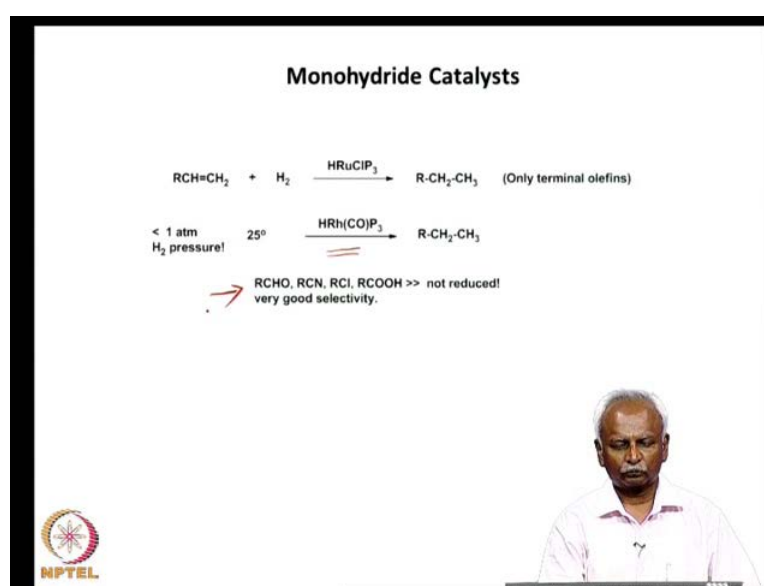 Monohydride Catalysts
HRuClP₃
RCH=CH₂ + H₂ R-CH₂-CH₃ (Only terminal olefins)
HRh(CO)P₃
< 1 atm 25° R-CH₂-CH₃
H₂ pressure!
RCHO, RCN, RCl, RCOOH >> not reduced!
very good selectivity.
NPTEL